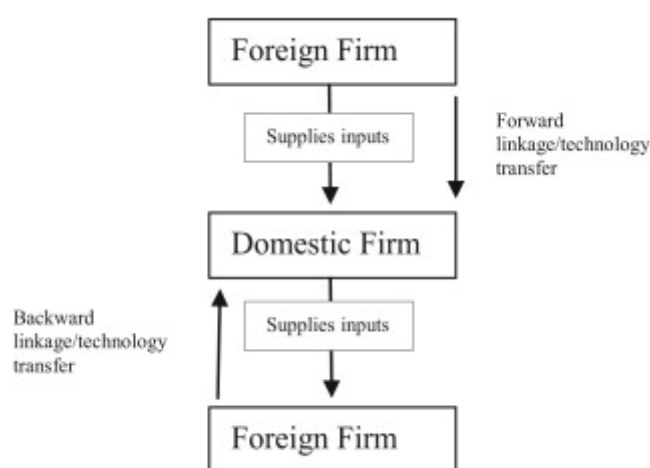 Foreign Firm
Supplies inputs
Forward
linkage/technology
transfer
Domestic Firm
Backward
linkage/technology
transfer
Supplies inputs
Foreign Firm